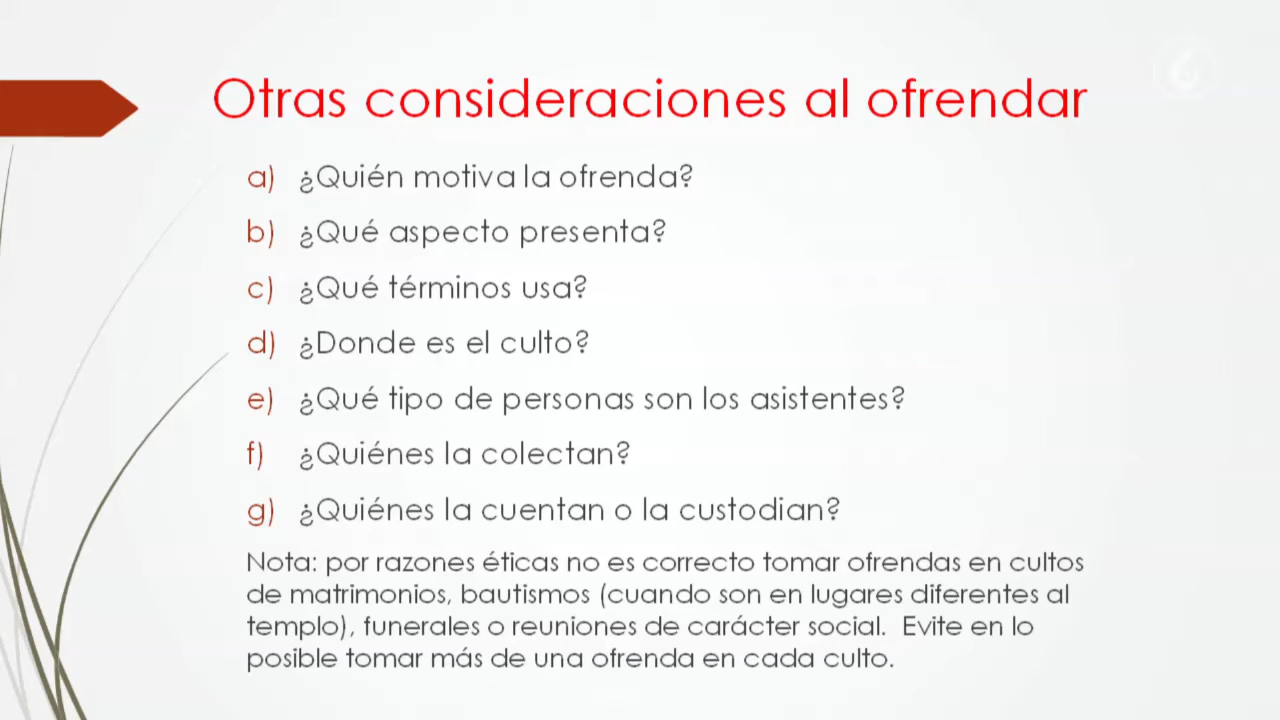 Otras consideraciones al ofrendar
a) ¿Quién motiva la ofrenda?
b) ¿Qué aspecto presenta?
c) ¿Qué términos usa?
d) ¿Donde es el culto?
e) ¿Qué tipo de personas son los asistentes?
f) ¿Quiénes la colectan?
g) ¿Quiénes la cuentan o la custodian?
Nota: por razones éticas no es correcto tomar ofrendas en cultos
de matrimonios, bautismos (cuando son en lugares diferentes al
templo), funerales o reuniones de carácter social. Evite en lo
posible tomar más de una ofrenda en cada culto.